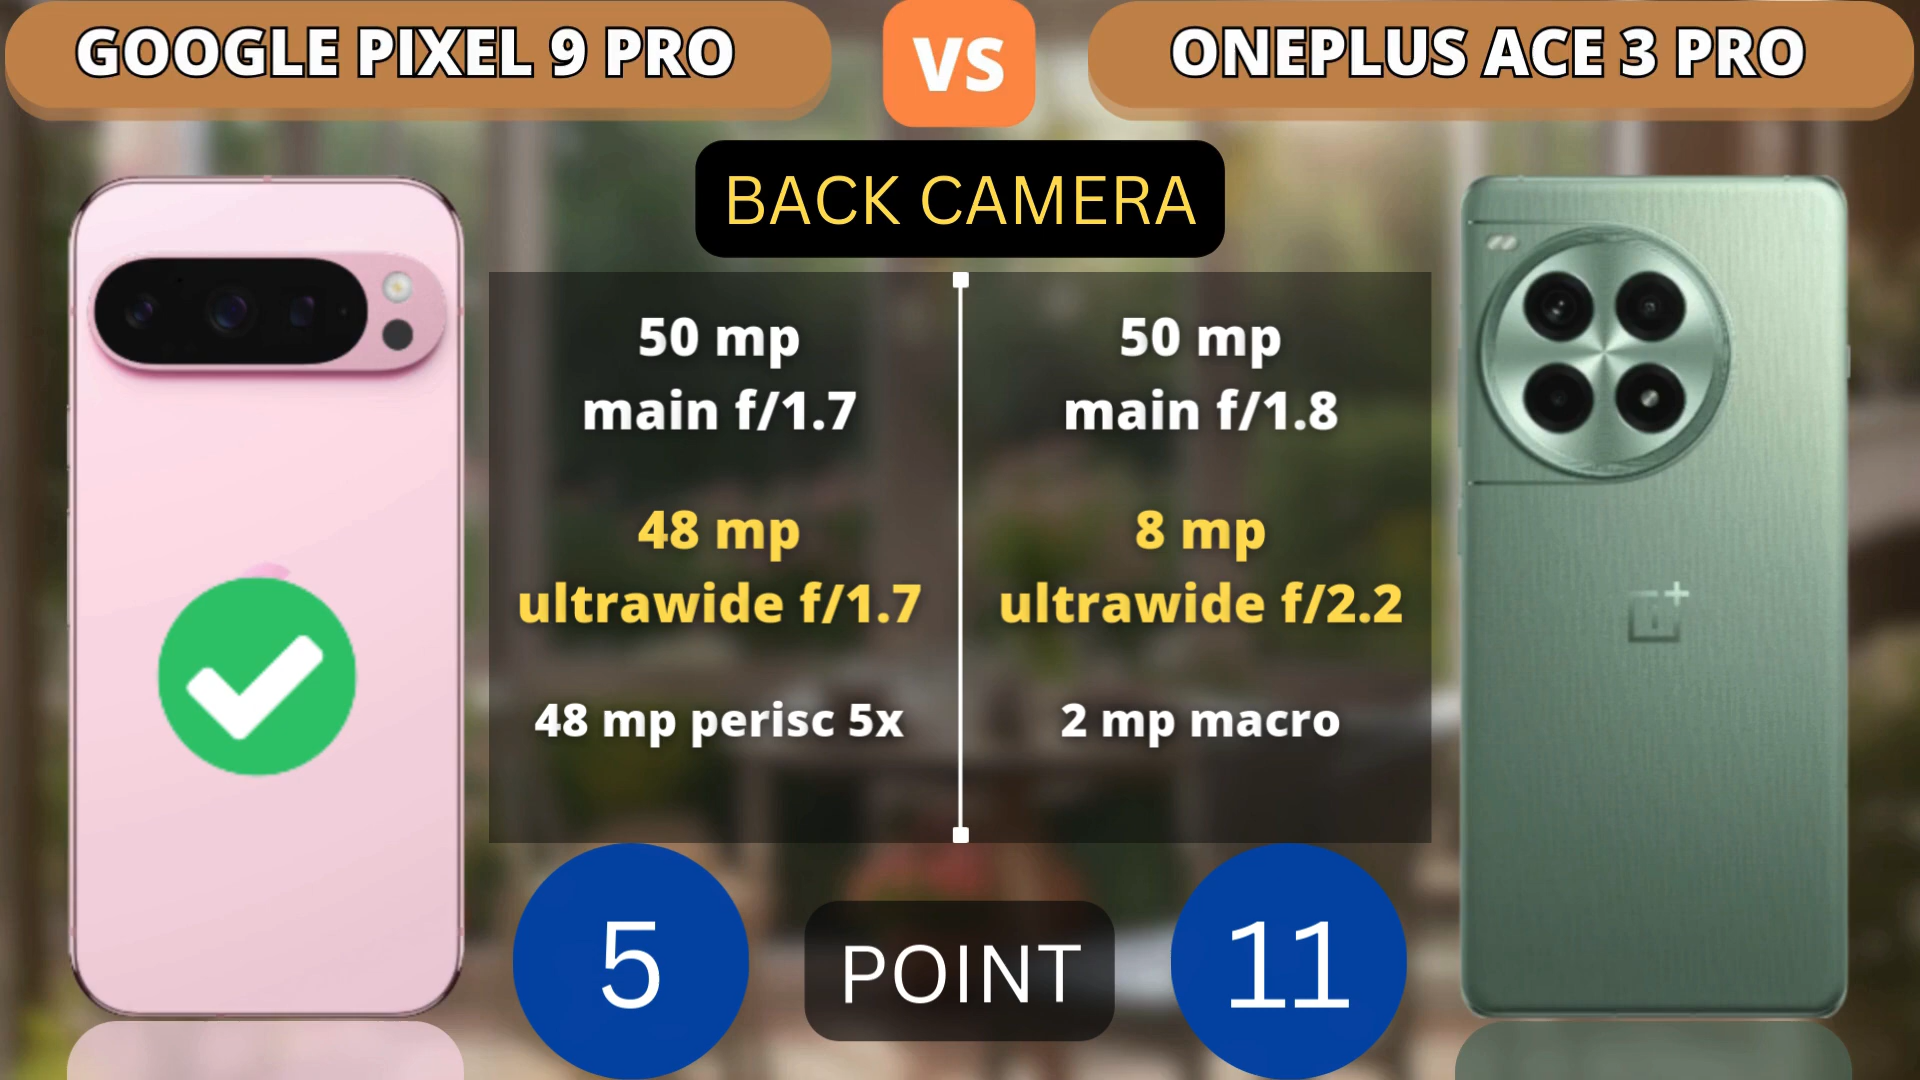 GOOGLE PIXEL 9 PRO
VS
ONEPLUS ACE 3 PRO
BACK CAMERA
50 mp
main f/1.7
48 mp
ultrawide f/1.7
48 mp perisc 5x
50 mp
main f/1.8
8 mp
ultrawide f/2.2
2 mp macro
5
POINT
11